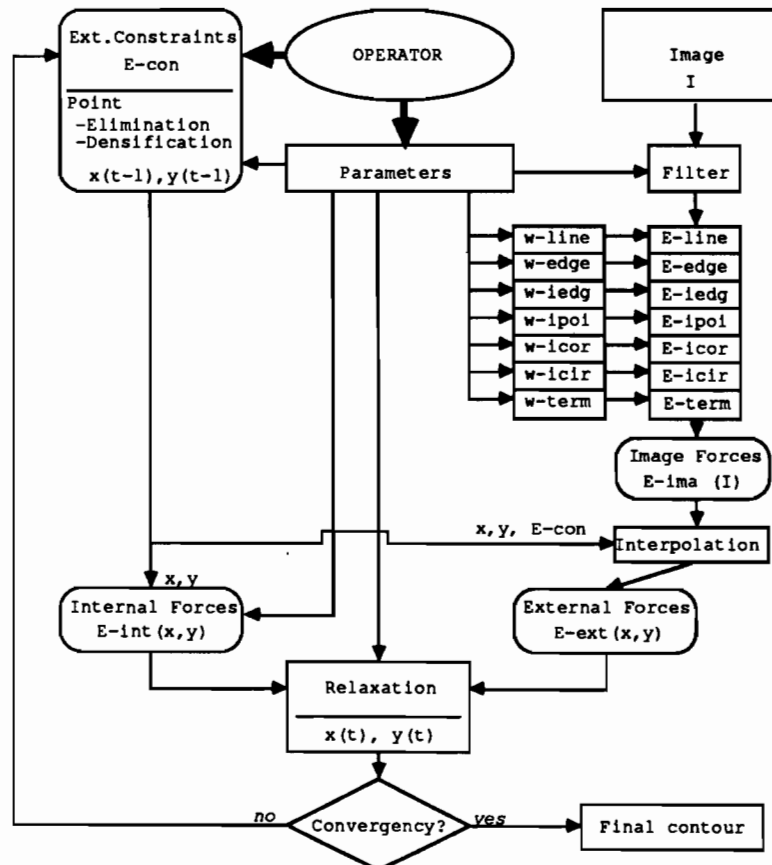 Ext.Constraints
E-con
Point
-Elimination
-Densification
x(t-1),y(t-1)
OPERATOR
Image
I
Parameters
Filter
w-line
E-line
w-edge
E-edge
w-iedg
E-iedg
w-ipoi
E-ipoi
w-icor
E-icor
w-icir
E-icir
w-term
E-term
Image Forces
E-ima (I)
x,y, E-con
Interpolation
x,y
Internal Forces
E-int(x,y)
External Forces
E-ext(x,y)
Relaxation
x(t), y(t)
no
Convergency?
yes
Final contour